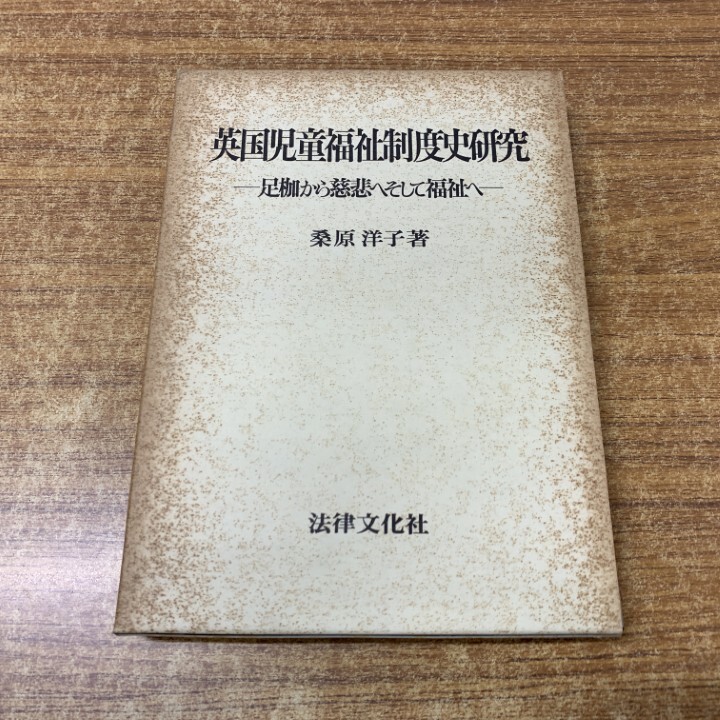 英国児童福祉制度史研究
―足枷から慈悲へそして福祉へ―
桑原 洋子著
法律文化社